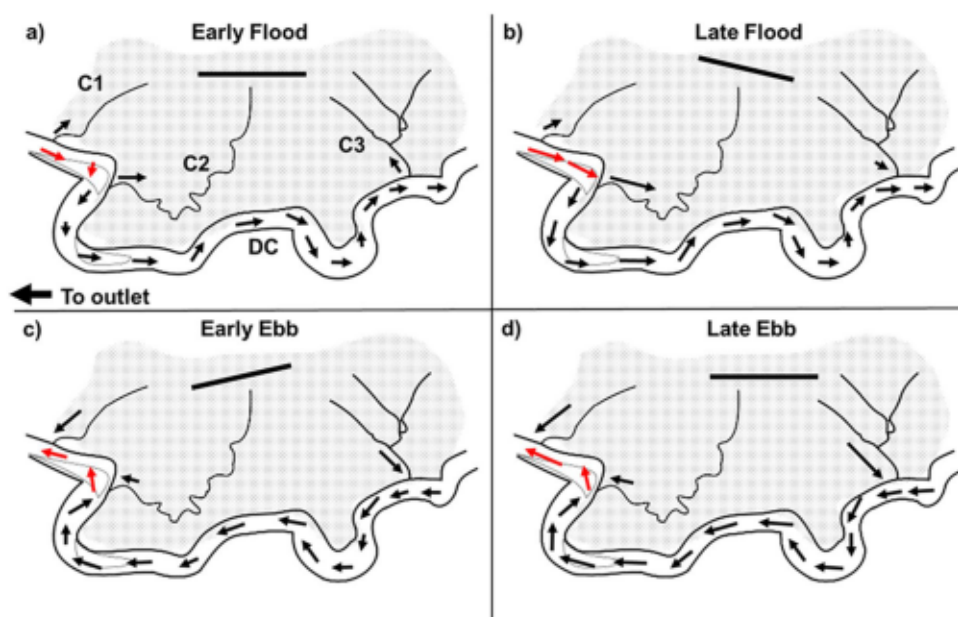 a)
Early Flood
C1
C2
C3
DC
To outlet
b)
Late Flood
c)
Early Ebb
d)
Late Ebb